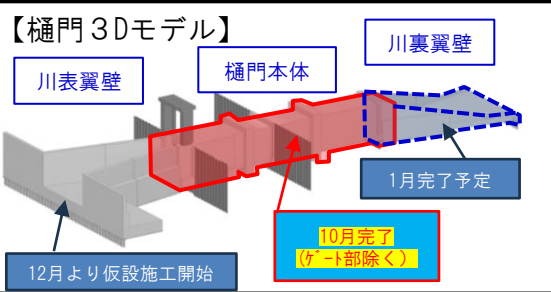 【樋門３Dモデル】
川裏翼壁
樋門本体
川表翼壁
1月完了予定
10月完了
(ｹﾞｰﾄ部除く)
12月より仮設施工開始